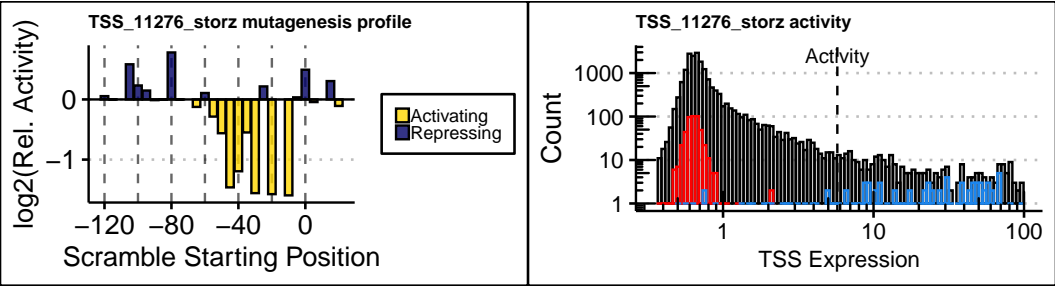 TSS_11276_storz mutagenesis profile
log2(Rel. Activity)
0
−1
−120
−80
−40
0
Scramble Starting Position
Activating
Repressing
TSS_11276_storz activity
Activity
Count
1000
100
10
1
1
10
100
TSS Expression